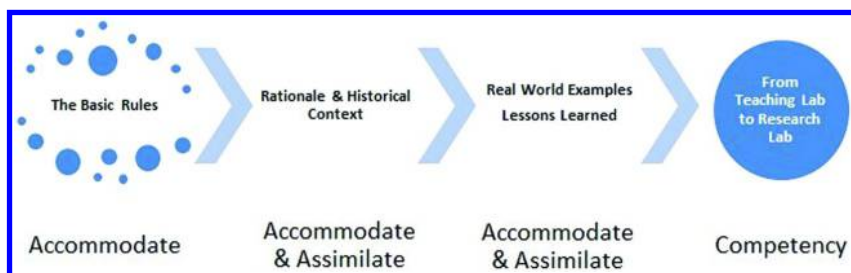 The Basic Rules
Rationale & Historical
Context
Real World Examples
Lessons Learned
From
Teaching Lab
to Research
Lab
Accommodate
Accommodate
& Assimilate
Accommodate
& Assimilate
Competency